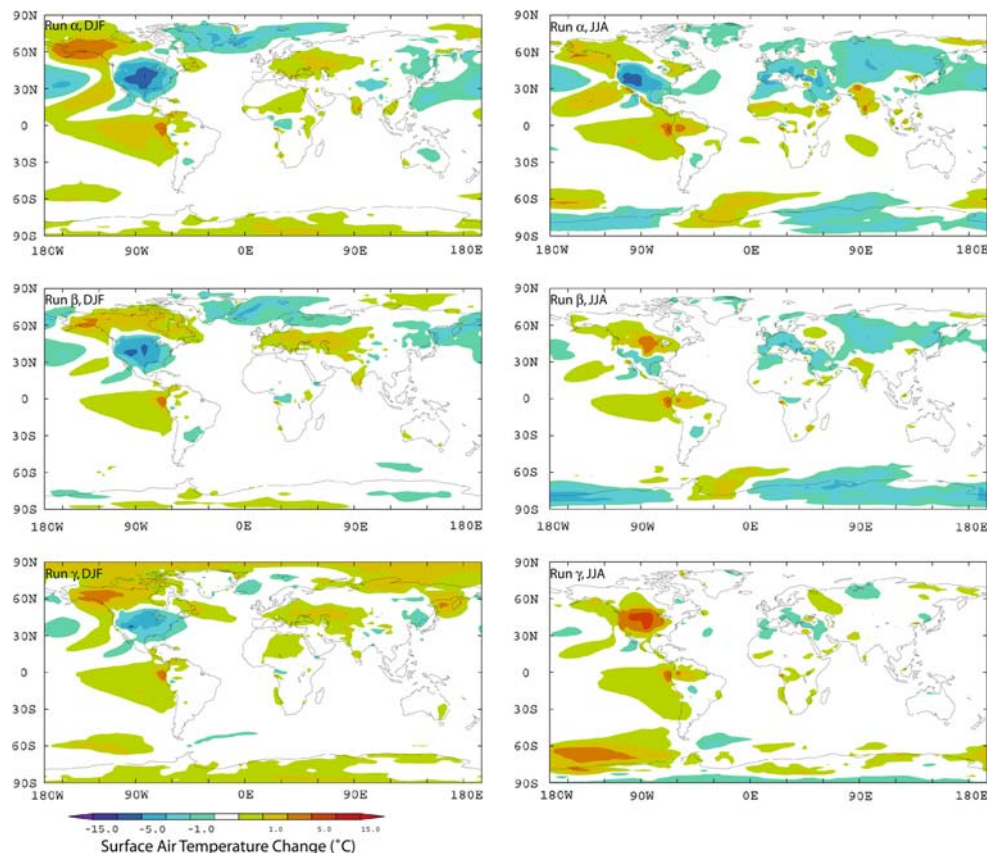 90N
Run α, DJF
60N
30N
0
30S
60S
90S
180W 90W 0E 90E 180E
90N
Run α, JJA
60N
30N
0
30S
60S
90S
180W 90W 0E 90E 180E
90N
Run β, DJF
60N
30N
0
30S
60S
90S
180W 90W 0E 90E 180E
90N
Run β, JJA
60N
30N
0
30S
60S
90S
180W 90W 0E 90E 180E
90N
Run γ, DJF
60N
30N
0
30S
60S
90S
180W 90W 0E 90E 180E
90N
Run γ, JJA
60N
30N
0
30S
60S
90S
180W 90W 0E 90E 180E
-15.0 -5.0 -1.0 1.0 5.0 15.0
Surface Air Temperature Change (˚C)